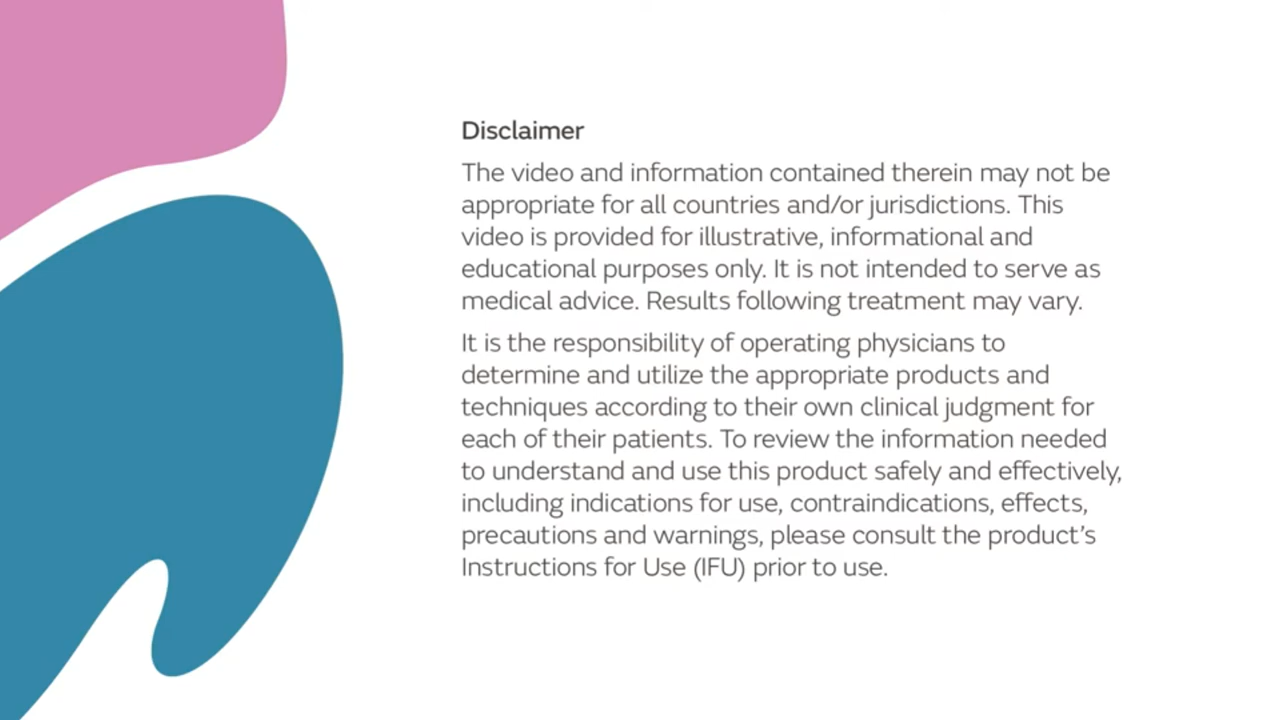 Disclaimer
The video and information contained therein may not be
appropriate for all countries and/or jurisdictions. This
video is provided for illustrative, informational and
educational purposes only. It is not intended to serve as
medical advice. Results following treatment may vary.
It is the responsibility of operating physicians to
determine and utilize the appropriate products and
techniques according to their own clinical judgment for
each of their patients. To review the information needed
to understand and use this product safely and effectively,
including indications for use, contraindications, effects,
precautions and warnings, please consult the product’s
Instructions for Use (IFU) prior to use.